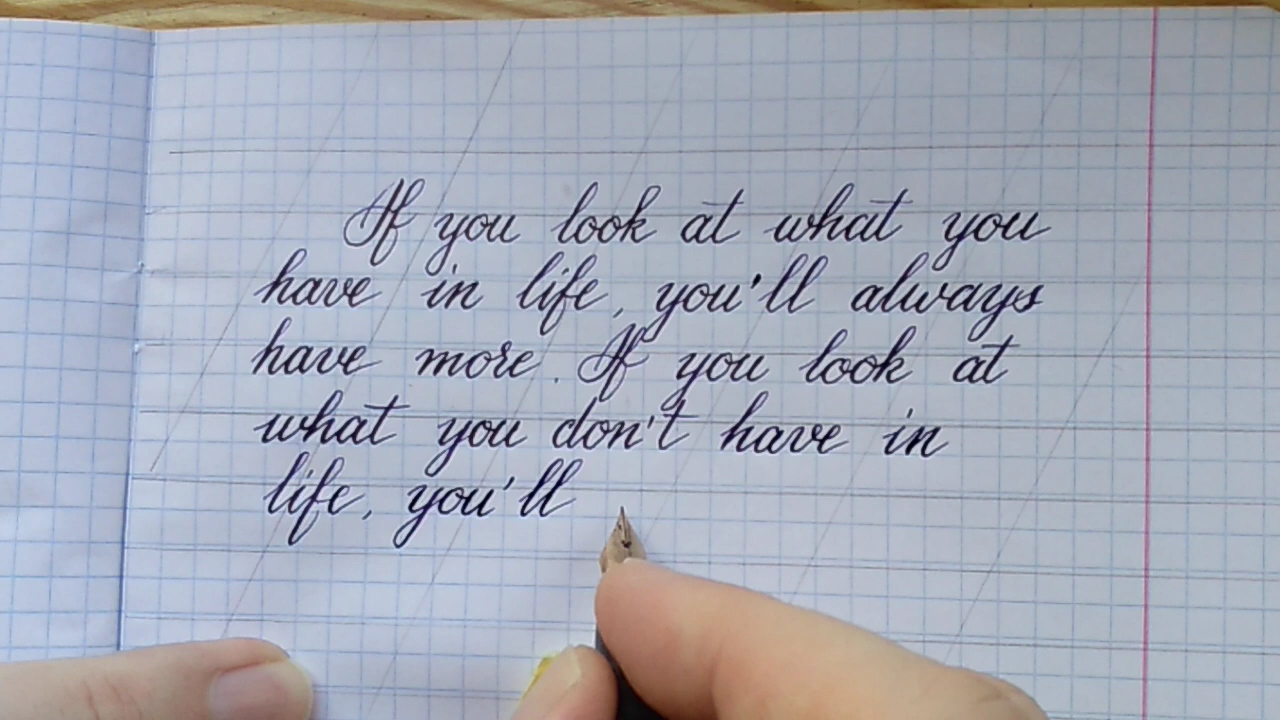 If you look at what you
have in life, you'll always
have more. If you look at
what you don't have in
life, you'll